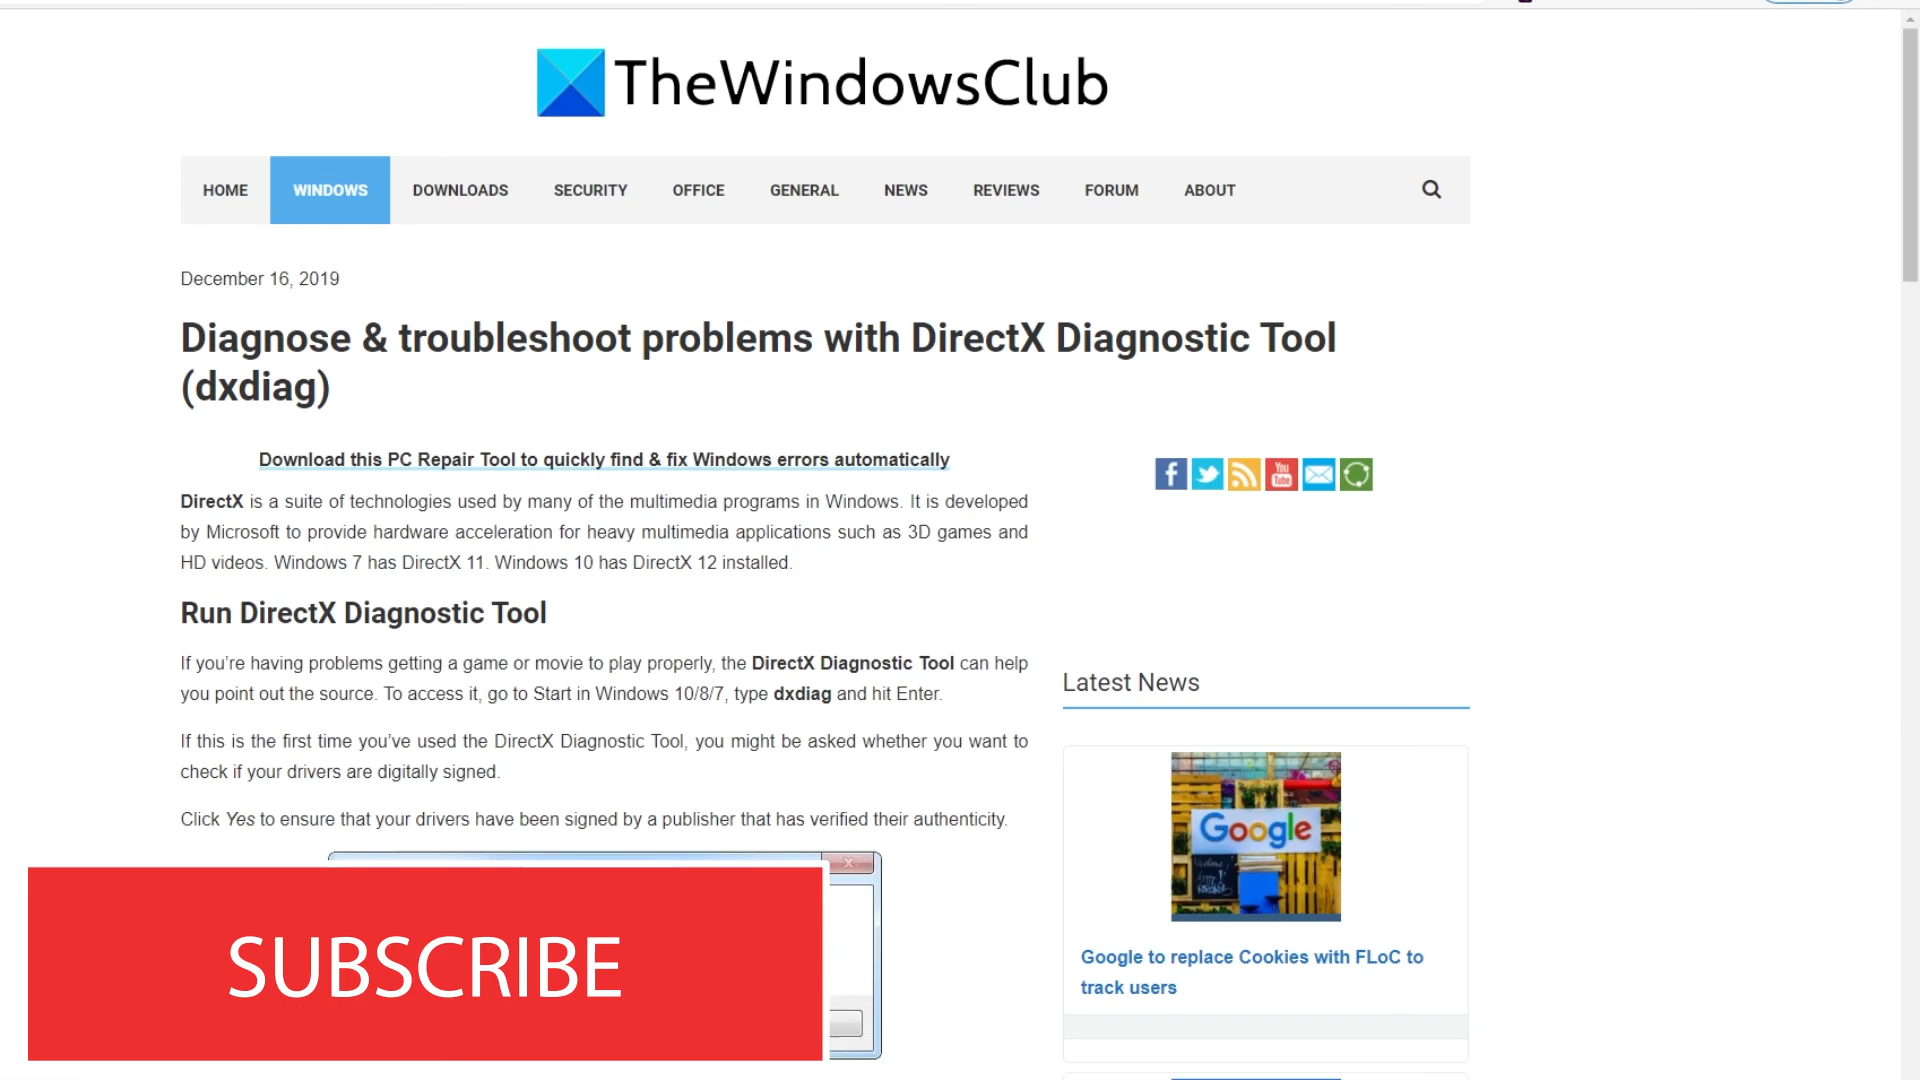 TheWindowsClub
HOME WINDOWS DOWNLOADS SECURITY OFFICE GENERAL NEWS REVIEWS FORUM ABOUT
December 16, 2019
Diagnose & troubleshoot problems with DirectX Diagnostic Tool
(dxdiag)
Download this PC Repair Tool to quickly find & fix Windows errors automatically
DirectX is a suite of technologies used by many of the multimedia programs in Windows. It is developed
by Microsoft to provide hardware acceleration for heavy multimedia applications such as 3D games and
HD videos. Windows 7 has DirectX 11. Windows 10 has DirectX 12 installed.
Run DirectX Diagnostic Tool
If you’re having problems getting a game or movie to play properly, the DirectX Diagnostic Tool can help
you point out the source. To access it, go to Start in Windows 10/8/7, type dxdiag and hit Enter.
If this is the first time you’ve used the DirectX Diagnostic Tool, you might be asked whether you want to
check if your drivers are digitally signed.
Click Yes to ensure that your drivers have been signed by a publisher that has verified their authenticity.
SUBSCRIBE
You
Tube
Latest News
Google
Google to replace Cookies with FLoC to
track users